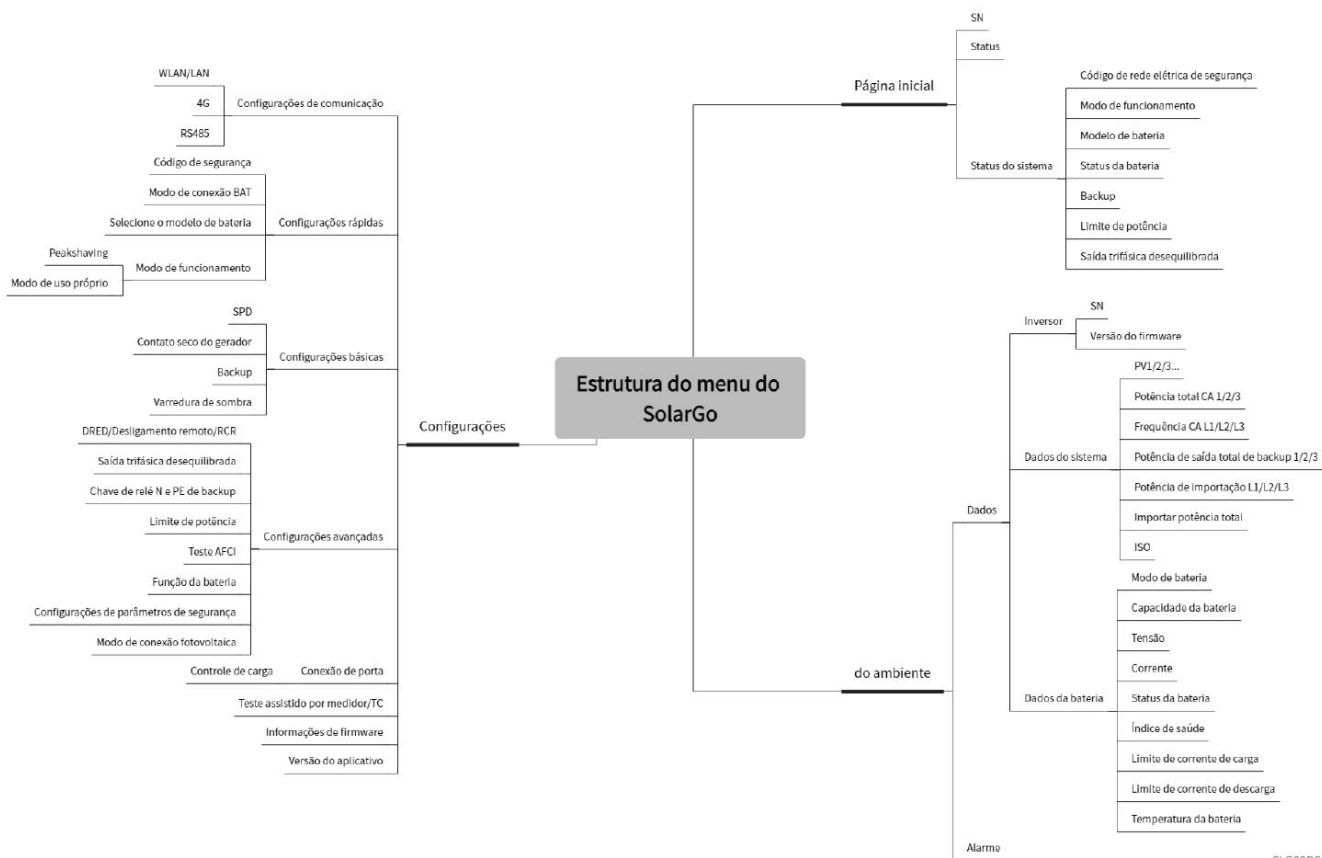 Estrutura do menu do
SolarGo
Página inicial
SN
Status
Status do sistema
Código de rede elétrica de segurança
Modo de funcionamento
Modelo de bateria
Status da bateria
Backup
Limite de potência
Saída trifásica desequilibrada
do ambiente
Dados
Inversor
SN
Versão do firmware
Dados do sistema
PV1/2/3...
Potência total CA 1/2/3
Frequência CA L1/L2/L3
Potência de saída total de backup 1/2/3
Potência de importação L1/L2/L3
Importar potência total
ISO
Dados da bateria
Modo de bateria
Capacidade da bateria
Tensão
Corrente
Status da bateria
Índice de saúde
Limite de corrente de carga
Limite de corrente de descarga
Temperatura da bateria
Alarme
Configurações
Configurações de comunicação
WLAN/LAN
4G
RS485
Configurações rápidas
Código de segurança
Modo de conexão BAT
Selecione o modelo de bateria
Modo de funcionamento
Peakshaving
Modo de uso próprio
Configurações básicas
SPD
Contato seco do gerador
Backup
Varredura de sombra
Configurações avançadas
DRED/Desligamento remoto/RCR
Saída trifásica desequilibrada
Chave de relé N e PE de backup
Limite de potência
Teste AFCI
Função da bateria
Configurações de parâmetros de segurança
Modo de conexão fotovoltaica
Conexão de porta
Controle de carga
Teste assistido por medidor/TC
Informações de firmware
Versão do aplicativo